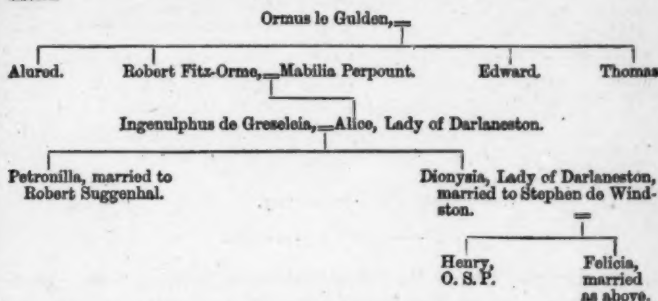 Ormus le Gulden,
Alured. Robert Fitz-Orme, Mabilia Perpount. Edward. Thomas
Ingenulphus de Greseleia, Alice, Lady of Darlaneston.
Petronilla, married to
Robert Suggenhal.
Dionysia, Lady of Darlaneston,
married to Stephen de Wind-
ston.
Henry,
O. S. P.
Felicia,
married
as above.